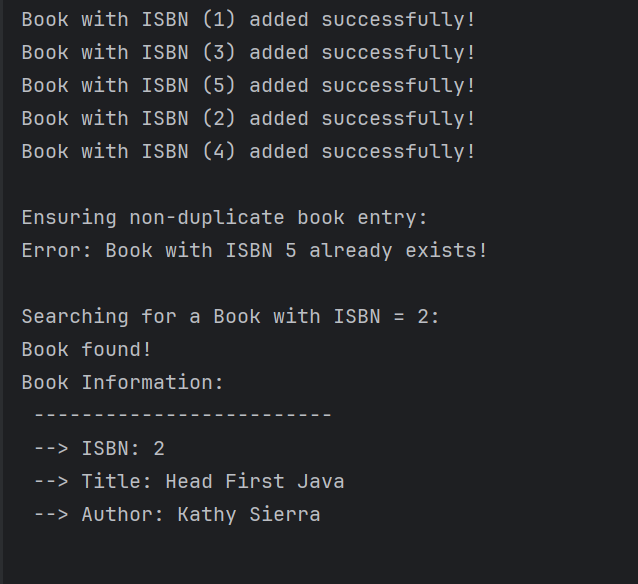 Book with ISBN (1) added successfully!
Book with ISBN (3) added successfully!
Book with ISBN (5) added successfully!
Book with ISBN (2) added successfully!
Book with ISBN (4) added successfully!
Ensuring non-duplicate book entry:
Error: Book with ISBN 5 already exists!
Searching for a Book with ISBN = 2:
Book found!
Book Information:
-------------------------
--> ISBN: 2
--> Title: Head First Java
--> Author: Kathy Sierra